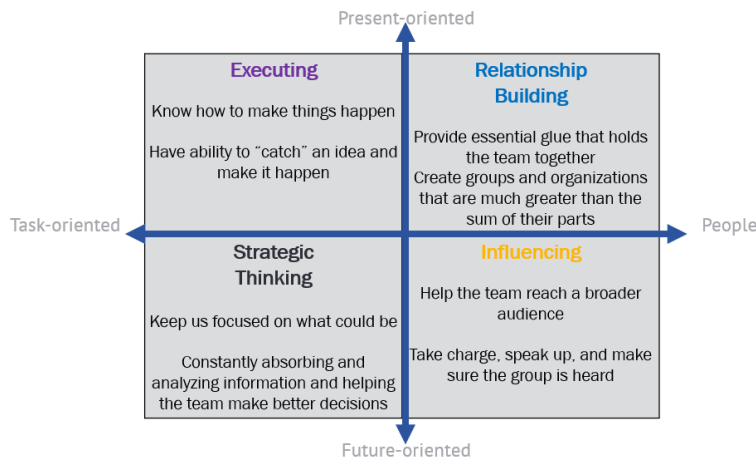 Present-oriented
Executing
Know how to make things happen
Have ability to “catch” an idea and
make it happen
Relationship
Building
Provide essential glue that holds
the team together
Create groups and organizations
that are much greater than the
sum of their parts
Task-oriented
People
Strategic
Thinking
Keep us focused on what could be
Constantly absorbing and
analyzing information and helping
the team make better decisions
Influencing
Help the team reach a broader
audience
Take charge, speak up, and make
sure the group is heard
Future-oriented